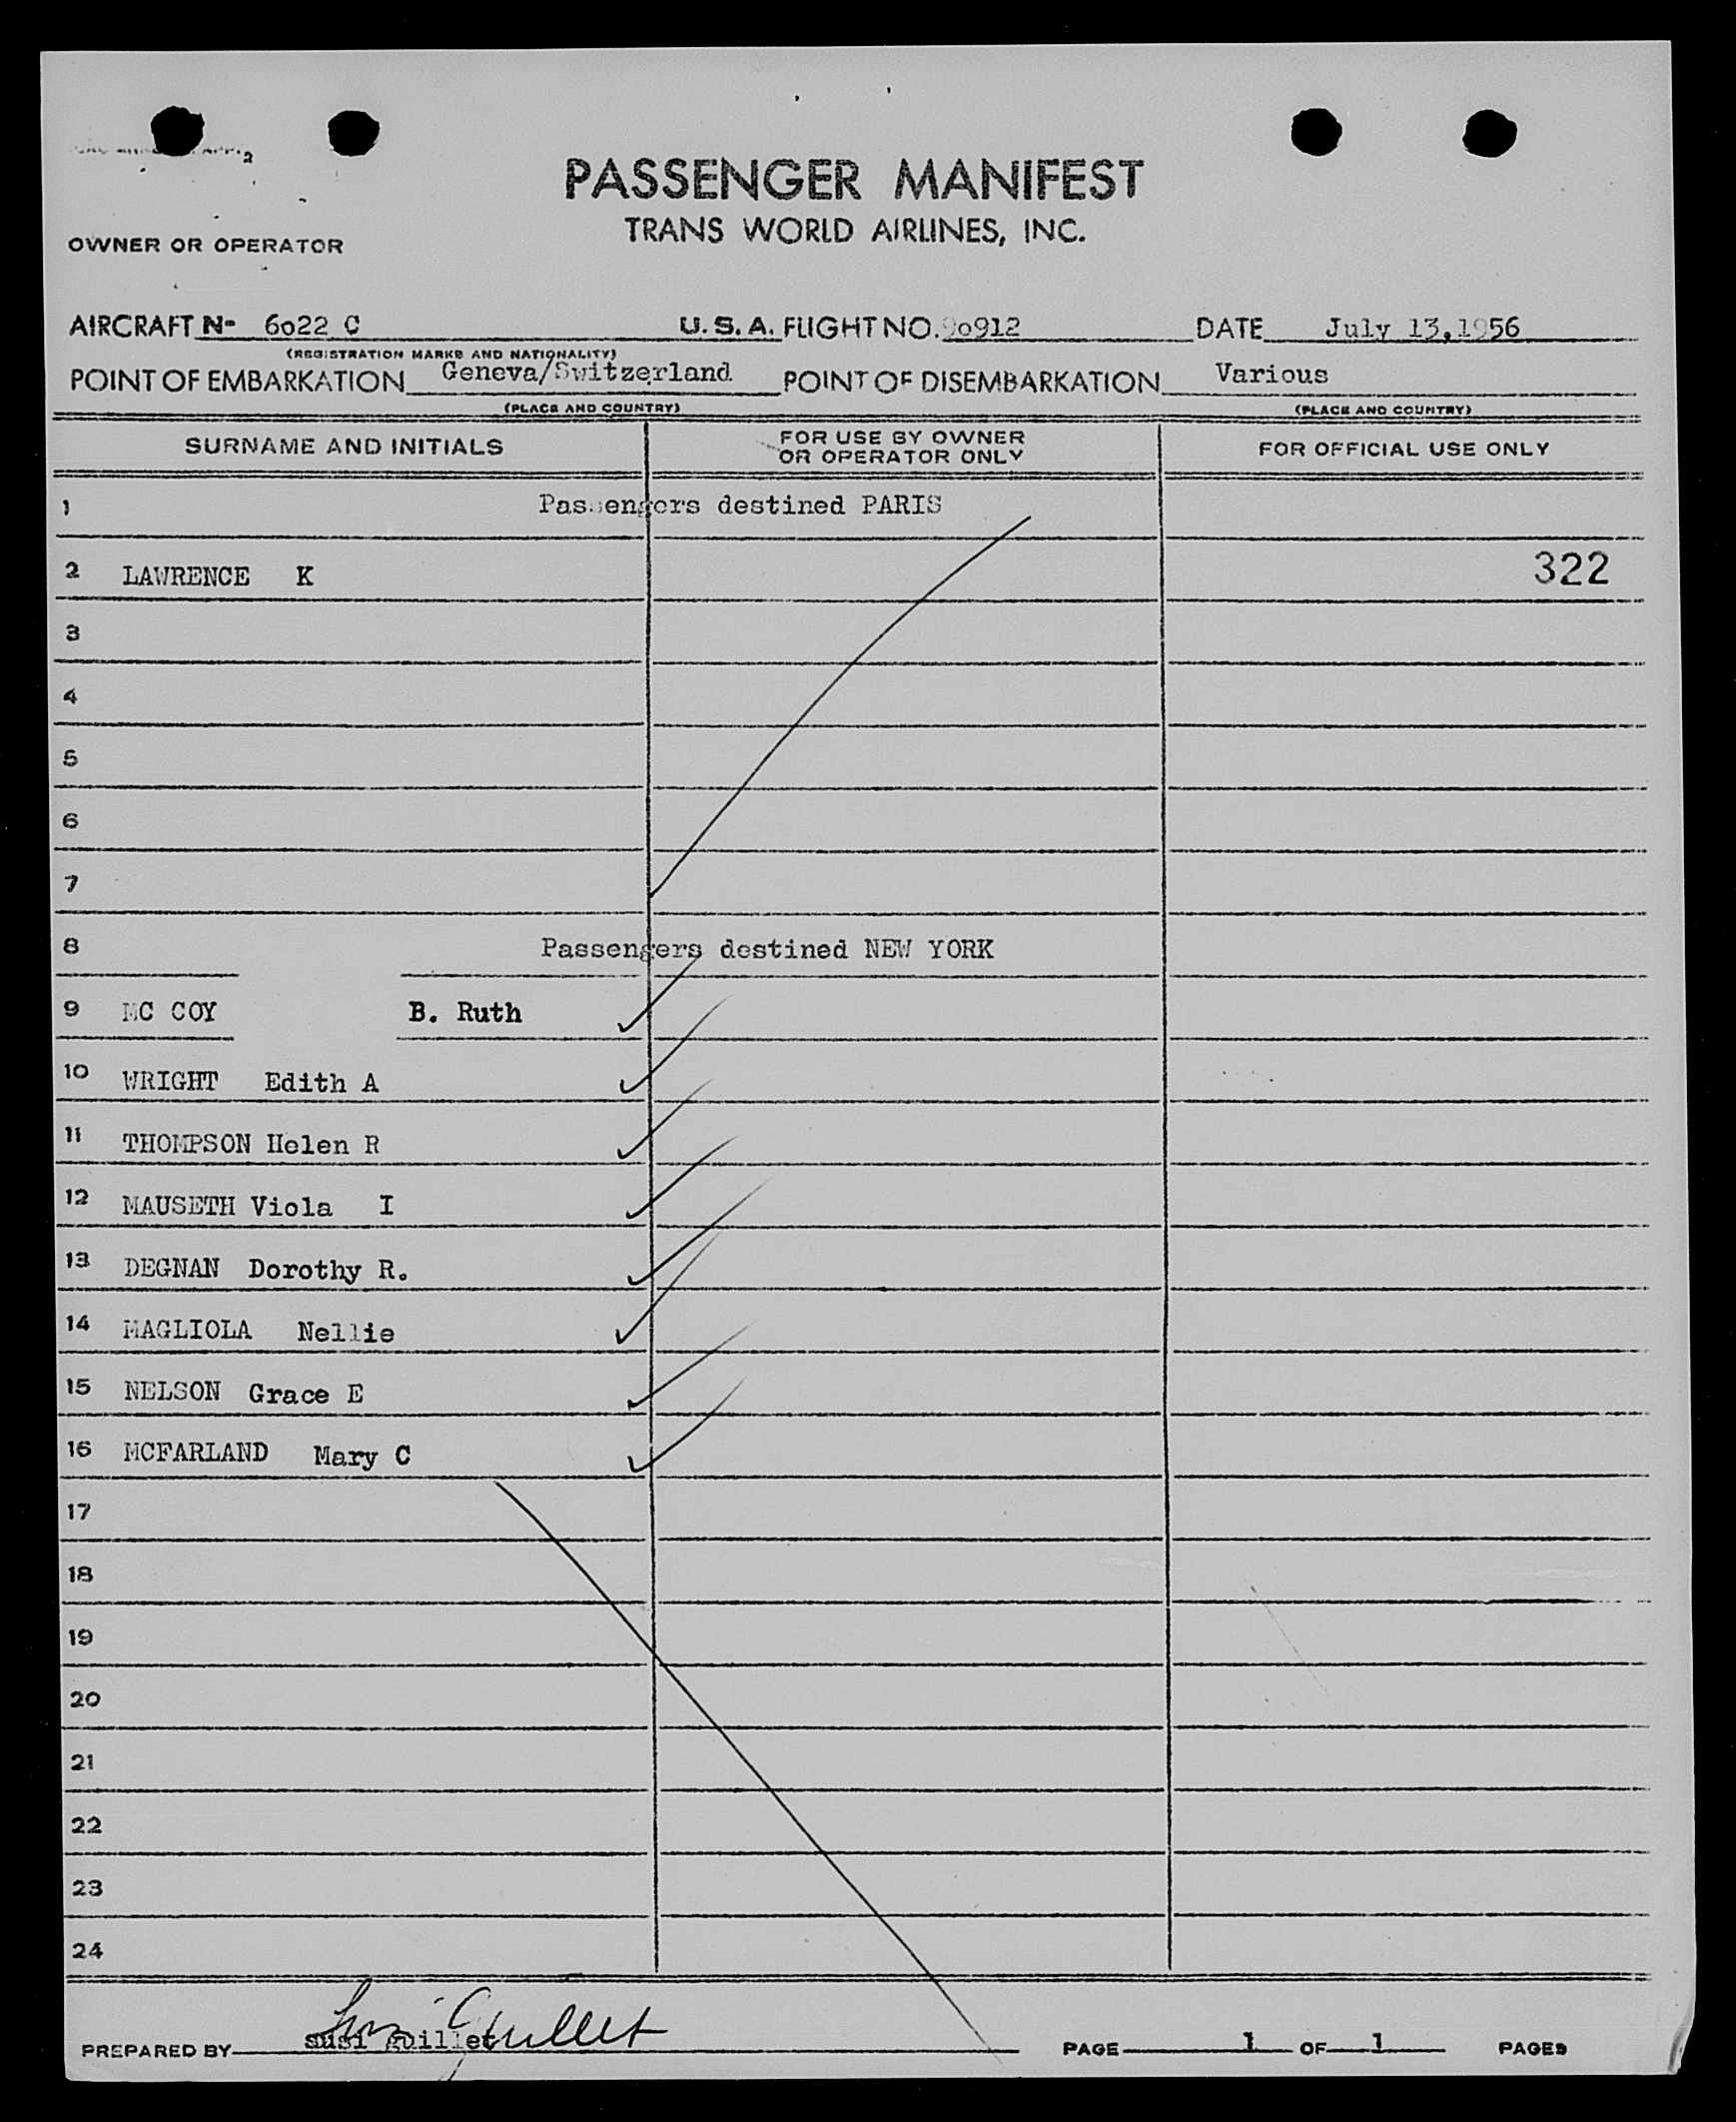 PASSENGER MANIFEST
TRANS WORLD AIRLINES, INC.
OWNER OR OPERATOR
AIRCRAFT N- 6022 C U. S. A. FLIGHT NO. 90912 DATE July 13,1956
(REGISTRATION MARKS AND NATIONALITY)
POINT OF EMBARKATION Geneva/Switzerland POINT OF DISEMBARKATION Various
(PLACE AND COUNTRY) (PLACE AND COUNTRY)
SURNAME AND INITIALS FOR USE BY OWNER OR OPERATOR ONLY FOR OFFICIAL USE ONLY
1 Passengers destined PARIS
2 LAWRENCE K 322
3
4
5
6
7
8 Passengers destined NEW YORK
9 MC COY B. Ruth
10 WRIGHT Edith A
11 THOMPSON Helen R
12 MAUSETH Viola I
13 DEGNAN Dorothy R.
14 MAGLIOLA Nellie
15 NELSON Grace E
16 MCFARLAND Mary C
17
18
19
20
21
22
23
24
PREPARED BY Susi PAGE 1 OF 1 PAGES